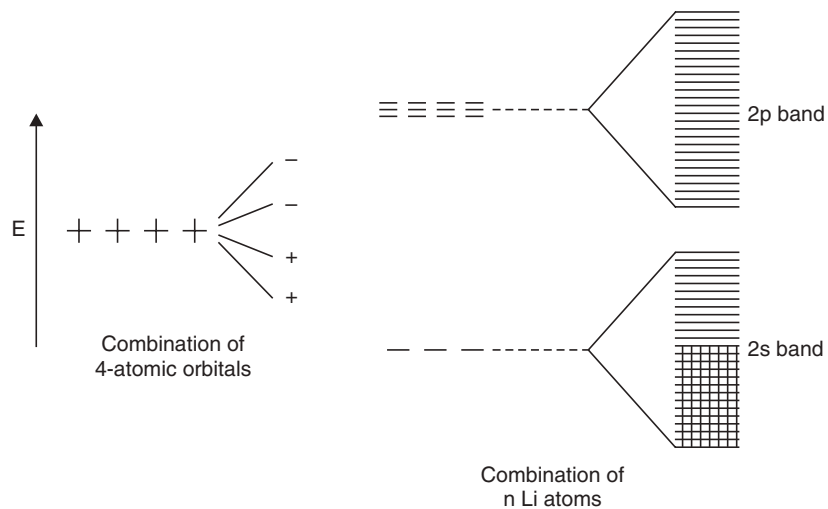 E
Combination of
4-atomic orbitals
2p band
2s band
Combination of
n Li atoms